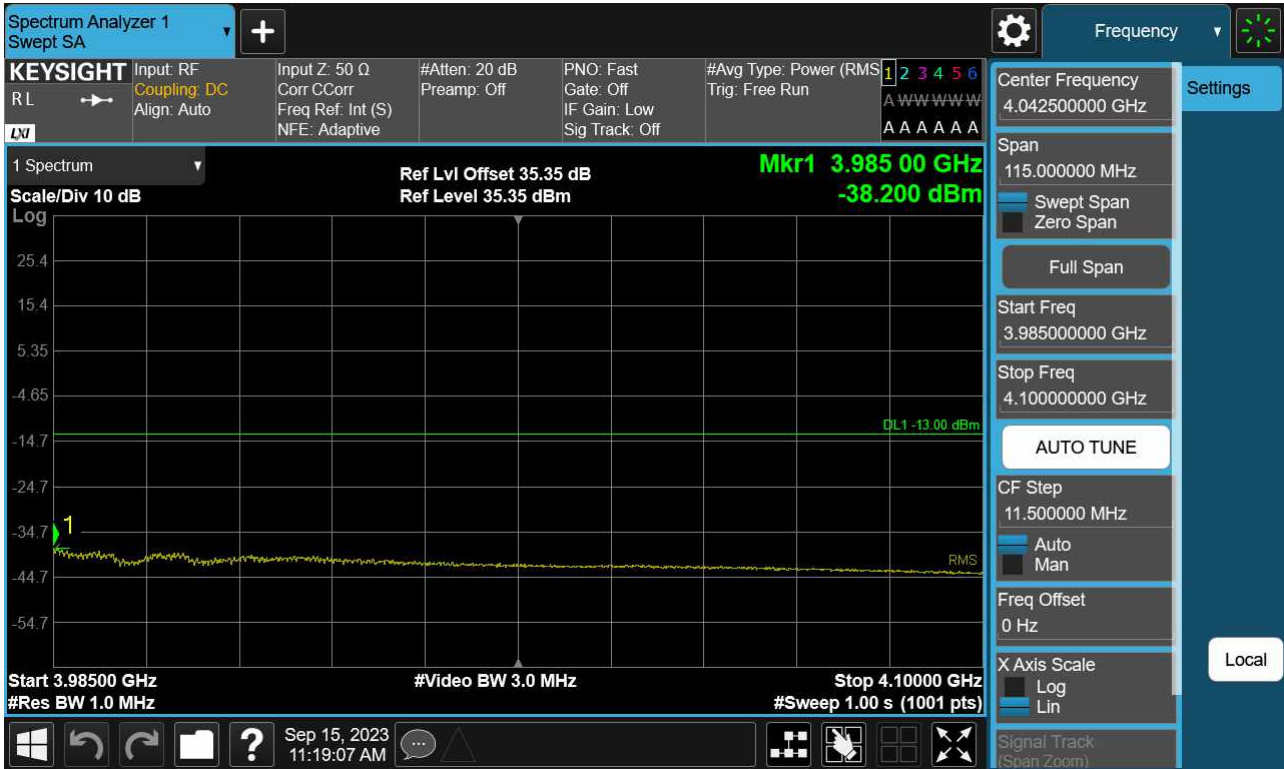 Spectrum Analyzer 1
Swept SA
Frequency
KEYSIGHT
R L
LXI
Input: RF
Coupling: DC
Align: Auto
Input Z: 50 Ω
Corr CCorr
Freq Ref: Int (S)
NFE: Adaptive
#Atten: 20 dB
Preamp: Off
PNO: Fast
Gate: Off
IF Gain: Low
Sig Track: Off
#Avg Type: Power (RMS
Trig: Free Run
1 2 3 4 5 6
A W W W W W
A A A A A A
1 Spectrum
Scale/Div 10 dB
Log
Ref Lvl Offset 35.35 dB
Ref Level 35.35 dBm
Mkr1 3.985 00 GHz
-38.200 dBm
25.4
15.4
5.35
-4.65
DL1 -13.00 dBm
-14.7
-24.7
1
-34.7
RMS
-44.7
-54.7
Start 3.98500 GHz
#Video BW 3.0 MHz
Stop 4.10000 GHz
#Res BW 1.0 MHz
#Sweep 1.00 s (1001 pts)
Center Frequency
4.042500000 GHz
Settings
Span
115.000000 MHz
Swept Span
Zero Span
Full Span
Start Freq
3.985000000 GHz
Stop Freq
4.100000000 GHz
AUTO TUNE
CF Step
11.500000 MHz
Auto
Man
Freq Offset
0 Hz
X Axis Scale
Log
Lin
Local
Signal Track
(Span Zoom)
?
Sep 15, 2023
11:19:07 AM